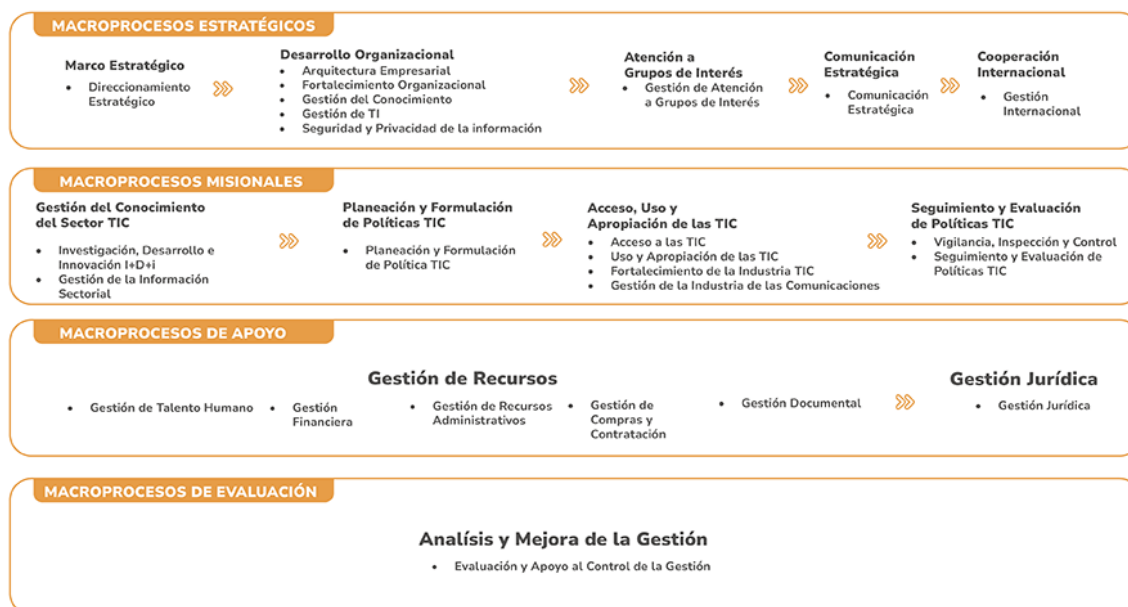 MACROPROCESOS ESTRATÉGICOS
Marco Estratégico
• Direccionamiento
Estratégico
Desarrollo Organizacional
• Arquitectura Empresarial
• Fortalecimiento Organizacional
• Gestión del Conocimiento
• Gestión de TI
• Seguridad y Privacidad de la información
Atención a
Grupos de Interés
• Gestión de Atención
a Grupos de Interés
Comunicación
Estratégica
• Comunicación
Estratégica
Cooperación
Internacional
• Gestión
Internacional
MACROPROCESOS MISIONALES
Gestión del Conocimiento
del Sector TIC
• Investigación, Desarrollo e
Innovación I+D+i
• Gestión de la Información
Sectorial
Planeación y Formulación
de Políticas TIC
• Planeación y Formulación
de Política TIC
Acceso, Uso y
Apropiación de las TIC
• Acceso a las TIC
• Uso y Apropiación de las TIC
• Fortalecimiento de la Industria TIC
• Gestión de la Industria de las Comunicaciones
Seguimiento y Evaluación
de Políticas TIC
• Vigilancia, Inspección y Control
• Seguimiento y Evaluación de
Políticas TIC
MACROPROCESOS DE APOYO
Gestión de Recursos
• Gestión de Talento Humano
• Gestión
Financiera
• Gestión de Recursos
Administrativos
• Gestión de
Compras y
Contratación
• Gestión Documental
Gestión Jurídica
• Gestión Jurídica
MACROPROCESOS DE EVALUACIÓN
Analísis y Mejora de la Gestión
• Evaluación y Apoyo al Control de la Gestión